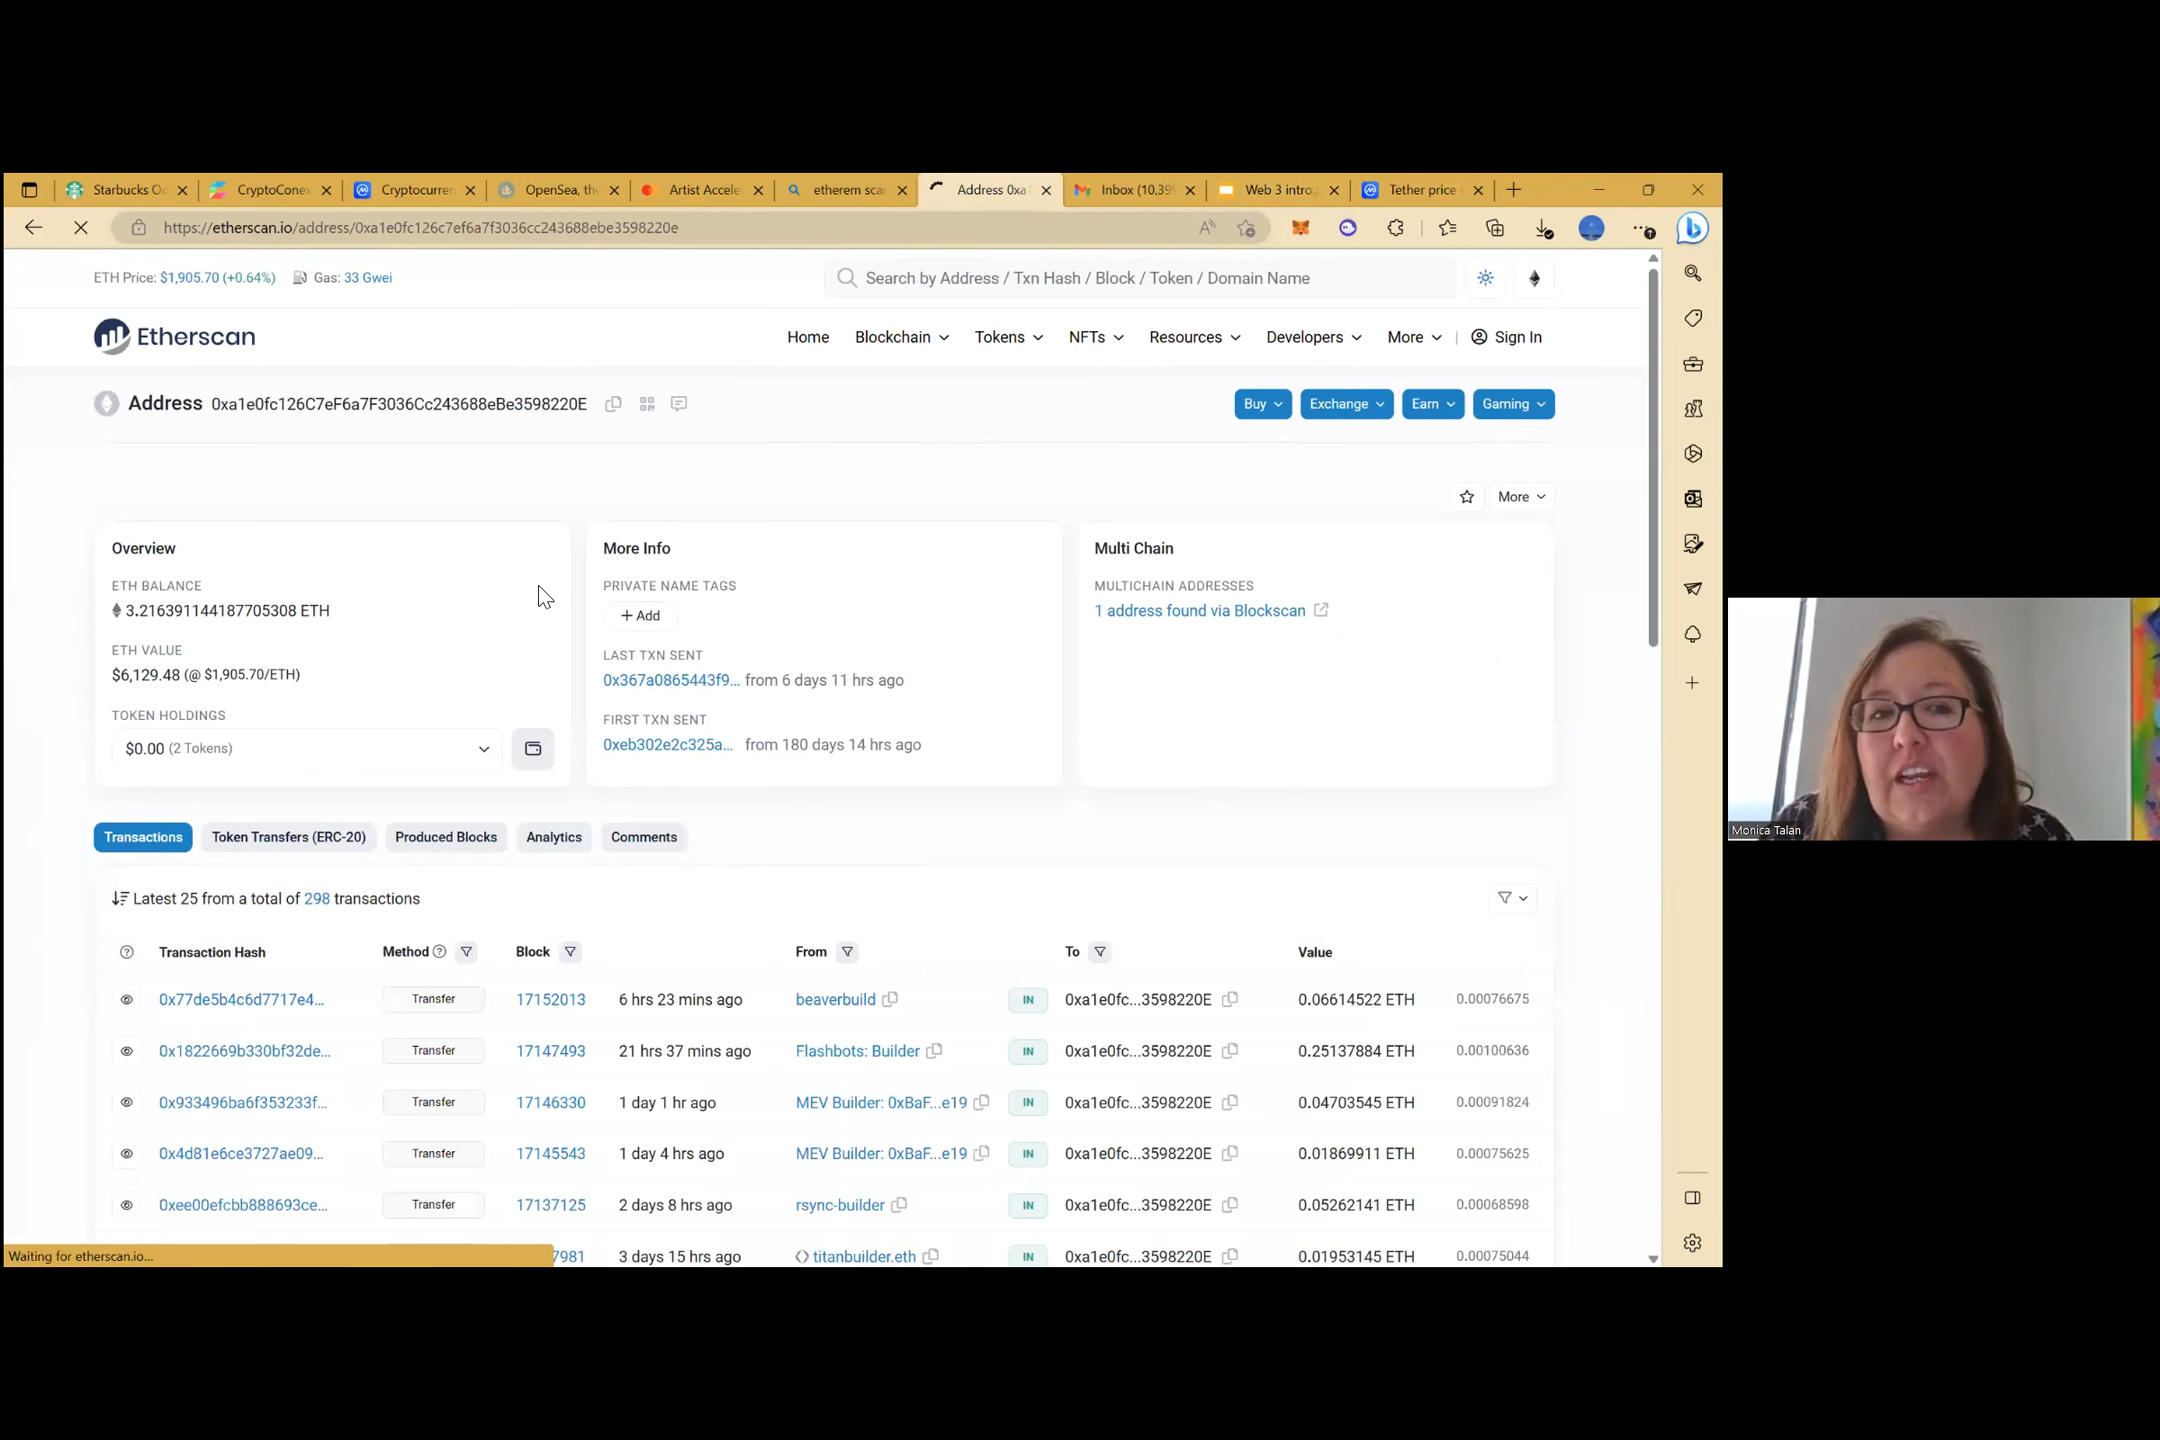 Starbucks Od
CryptoConex
Cryptocurren
OpenSea, the
Artist Accele
etherem scan
Address 0xa1
Inbox (10,39
Web 3 intro.
Tether price
https://etherscan.io/address/0xa1e0fc126c7ef6a7f3036cc243688ebe3598220e
ETH Price: $1,905.70 (+0.64%) Gas: 33 Gwei
Search by Address / Txn Hash / Block / Token / Domain Name
Etherscan
Home Blockchain Tokens NFTs Resources Developers More | Sign In
Address 0xa1e0fc126C7eF6a7F3036Cc243688eBe3598220E
Buy Exchange Earn Gaming
More
Overview
ETH BALANCE
3.216391144187705308 ETH
ETH VALUE
$6,129.48 (@ $1,905.70/ETH)
TOKEN HOLDINGS
$0.00 (2 Tokens)
More Info
PRIVATE NAME TAGS
+ Add
LAST TXN SENT
0x367a0865443f9... from 6 days 11 hrs ago
FIRST TXN SENT
0xeb302e2c325a... from 180 days 14 hrs ago
Multi Chain
MULTICHAIN ADDRESSES
1 address found via Blockscan
Transactions Token Transfers (ERC-20) Produced Blocks Analytics Comments
Latest 25 from a total of 298 transactions
Transaction Hash Method Block From To Value
0x77de5b4c6d7717e4... Transfer 17152013 6 hrs 23 mins ago beaverbuild IN 0xa1e0fc...3598220E 0.06614522 ETH 0.00076675
0x1822669b330bf32de... Transfer 17147493 21 hrs 37 mins ago Flashbots: Builder IN 0xa1e0fc...3598220E 0.25137884 ETH 0.00100636
0x933496ba6f353233f... Transfer 17146330 1 day 1 hr ago MEV Builder: 0xBaF...e19 IN 0xa1e0fc...3598220E 0.04703545 ETH 0.00091824
0x4d81e6ce3727ae09... Transfer 17145543 1 day 4 hrs ago MEV Builder: 0xBaF...e19 IN 0xa1e0fc...3598220E 0.01869911 ETH 0.00075625
0xee00efcbb888693ce... Transfer 17137125 2 days 8 hrs ago rsync-builder IN 0xa1e0fc...3598220E 0.05262141 ETH 0.00068598
Waiting for etherscan.io... 7981 3 days 15 hrs ago titanbuilder.eth IN 0xa1e0fc...3598220E 0.01953145 ETH 0.00075044
Monica Talan